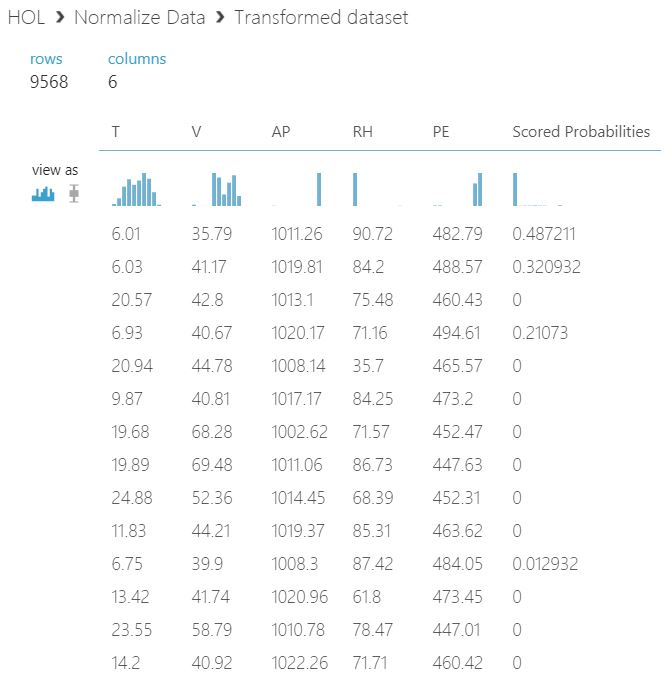 HOL > Normalize Data > Transformed dataset
rows columns
9568 6
T V AP RH PE Scored Probabilities
view as
6.01 35.79 1011.26 90.72 482.79 0.487211
6.03 41.17 1019.81 84.2 488.57 0.320932
20.57 42.8 1013.1 75.48 460.43 0
6.93 40.67 1020.17 71.16 494.61 0.21073
20.94 44.78 1008.14 35.7 465.57 0
9.87 40.81 1017.17 84.25 473.2 0
19.68 68.28 1002.62 71.57 452.47 0
19.89 69.48 1011.06 86.73 447.63 0
24.88 52.36 1014.45 68.39 452.31 0
11.83 44.21 1019.37 85.31 463.62 0
6.75 39.9 1008.3 87.42 484.05 0.012932
13.42 41.74 1020.96 61.8 473.45 0
23.55 58.79 1010.78 78.47 447.01 0
14.2 40.92 1022.26 71.71 460.42 0